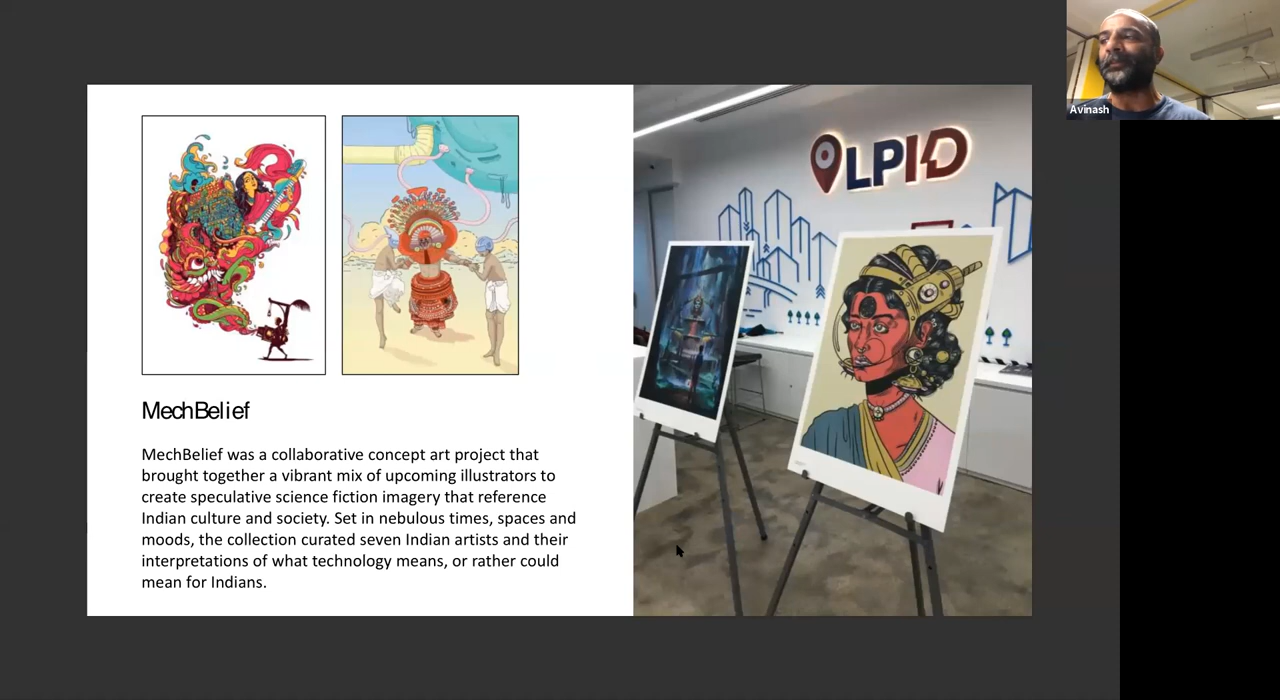 MechBelief
MechBelief was a collaborative concept art project that
brought together a vibrant mix of upcoming illustrators to
create speculative science fiction imagery that reference
Indian culture and society. Set in nebulous times, spaces and
moods, the collection curated seven Indian artists and their
interpretations of what technology means, or rather could
mean for Indians.
LPID
Avinash